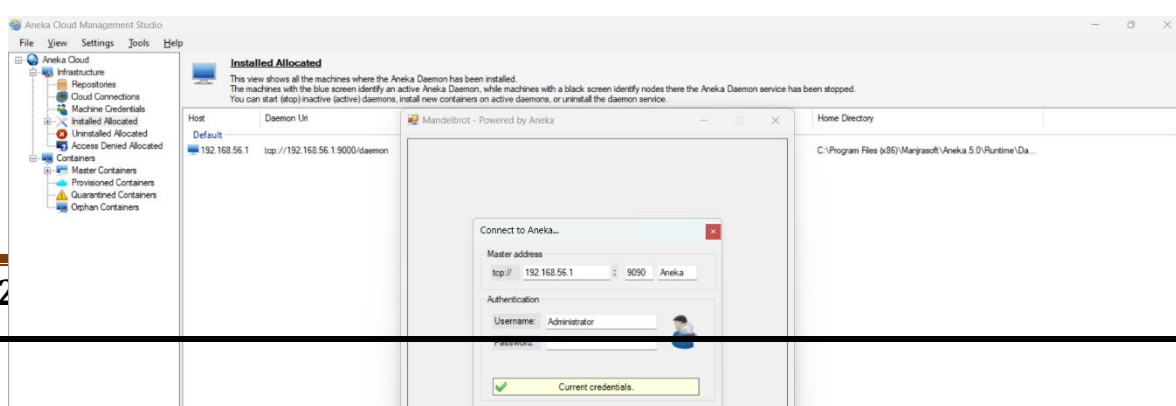 Aneka Cloud Management Studio
File View Settings Tools Help
Aneka Cloud
Infrastructure
Repositories
Cloud Connections
Machine Credentials
Installed Allocated
Uninstalled Allocated
Access Denied Allocated
Containers
Master Containers
Provisioned Containers
Quarantined Containers
Orphan Containers
Installed Allocated
This view shows all the machines where the Aneka Daemon has been installed.
The machines with the blue screen identify an active Aneka Daemon, while machines with a black screen identify nodes there the Aneka Daemon service has been stopped.
You can start (stop) inactive (active) daemons, install new containers on active daemons, or uninstall the daemon service.
Host Daemon Url Home Directory
Default
192.168.56.1 tcp://192.168.56.1:9000/daemon C:\Program Files (x86)\Manjrasoft\Aneka.5.0\Runtime\Da...
Mandelbrot - Powered by Aneka
Connect to Aneka...
Master address
tcp:// 192.168.56.1 : 9090 Aneka
Authentication
Username: Administrator
Password:
Current credentials.
2